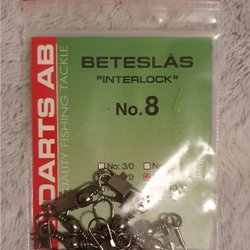 DARTS AB
QUALITY FISHING TACKLE
BETESLÅS
"INTERLOCK"
No. 8
No: 3/0